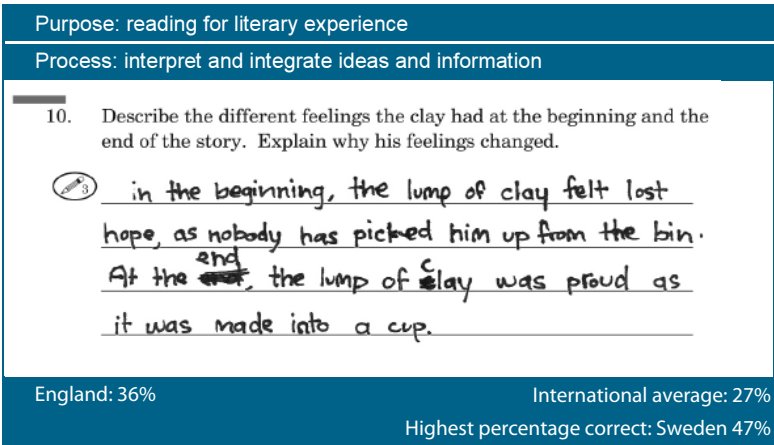 Purpose: reading for literary experience
Process: interpret and integrate ideas and information
10. Describe the different feelings the clay had at the beginning and the
end of the story. Explain why his feelings changed.
3 in the beginning, the lump of clay felt lost
hope, as nobody has picked him up from the bin.
At the end, the lump of clay was proud as
it was made into a cup.
England: 36% International average: 27%
Highest percentage correct: Sweden 47%